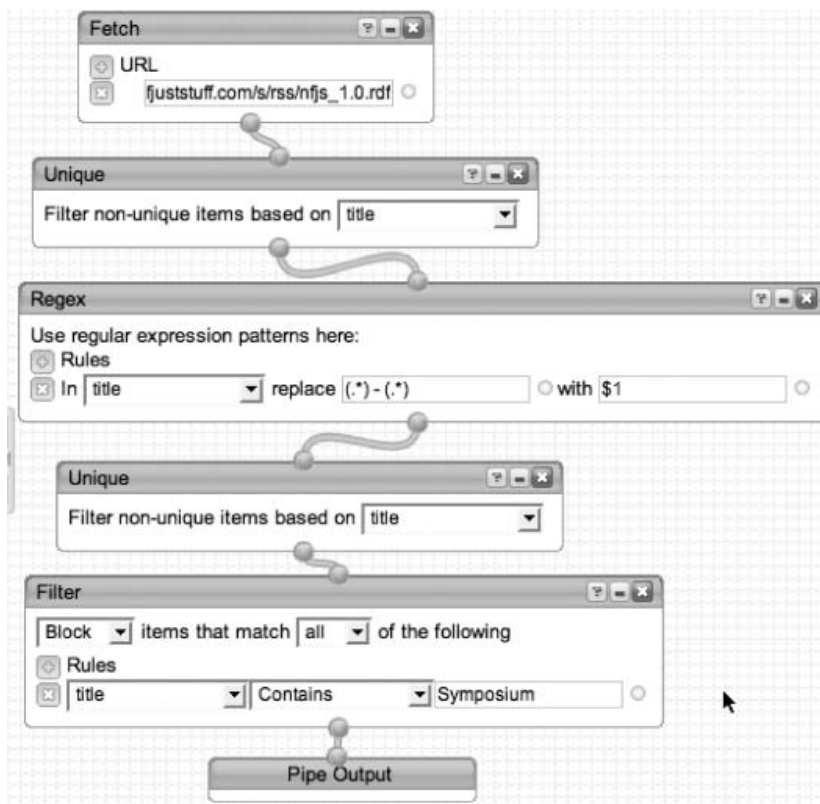 Fetch
URL
fjuststuff.com/s/rss/nfjs_1.0.rdf
Unique
Filter non-unique items based on title
Regex
Use regular expression patterns here:
Rules
In title replace (.*) - (.*) with $1
Unique
Filter non-unique items based on title
Filter
Block items that match all of the following
Rules
title Contains Symposium
Pipe Output